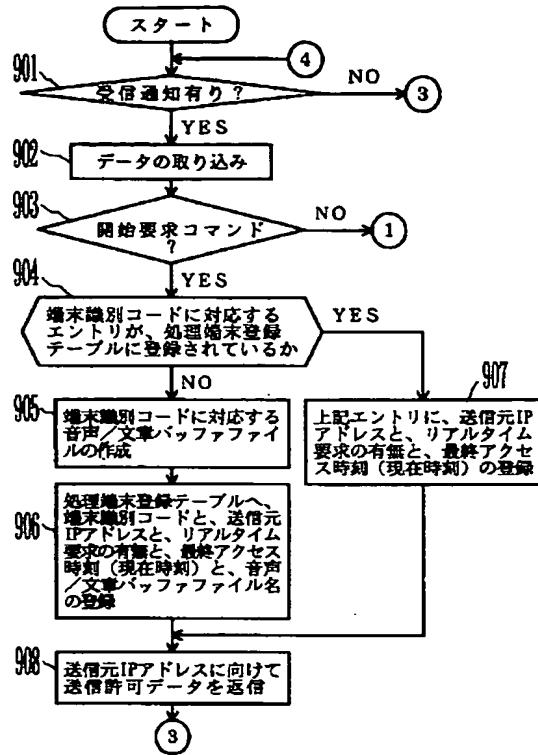 スタート
④
901
受信通知有り?
NO
③
YES
902
データの取り込み
903
開始要求コマンド
?
NO
①
YES
904
端末識別コードに対応する
エントリが、処理端末登録
テーブルに登録されているか
YES
NO
905
端末識別コードに対応する
音声/文章バッファファイ
ルの作成
907
上記エントリに、送信元IP
アドレスと、リアルタイム
要求の有無と、最終アクセ
ス時刻(現在時刻)の登録
906
処理端末登録テーブルへ、
端末識別コードと、送信元
IPアドレスと、リアルタイム
要求の有無と、最終アクセス
時刻(現在時刻)と、音声
/文章バッファファイル名
の登録
908
送信元IPアドレスに向けて
送信許可データを返信
③